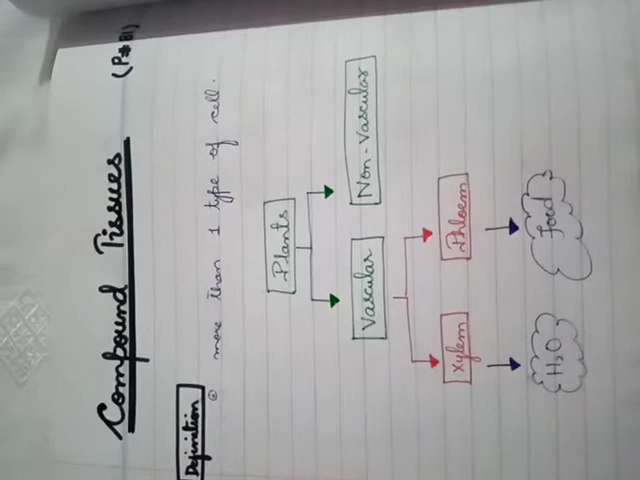 Compound Tissues (P# 81)
Definition
more than 1 type of cell.
Plants
Vascular Non-Vascular
Xylem Phloem
H₂O food